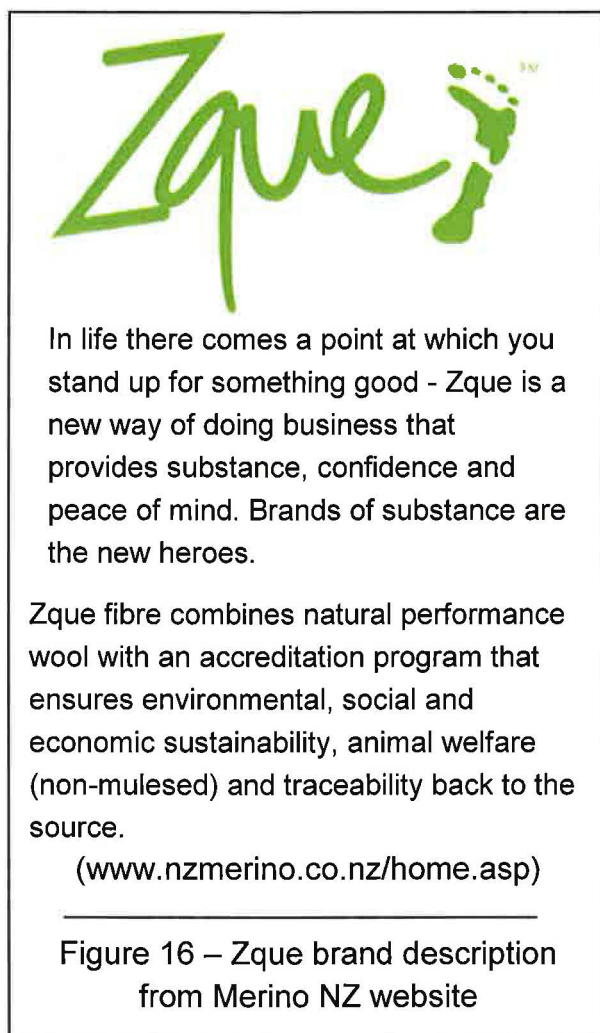 Zque
In life there comes a point at which you
stand up for something good - Zque is a
new way of doing business that
provides substance, confidence and
peace of mind. Brands of substance are
the new heroes.
Zque fibre combines natural performance
wool with an accreditation program that
ensures environmental, social and
economic sustainability, animal welfare
(non-mulesed) and traceability back to the
source.
(www.nzmerino.co.nz/home.asp)
Figure 16 – Zque brand description
from Merino NZ website